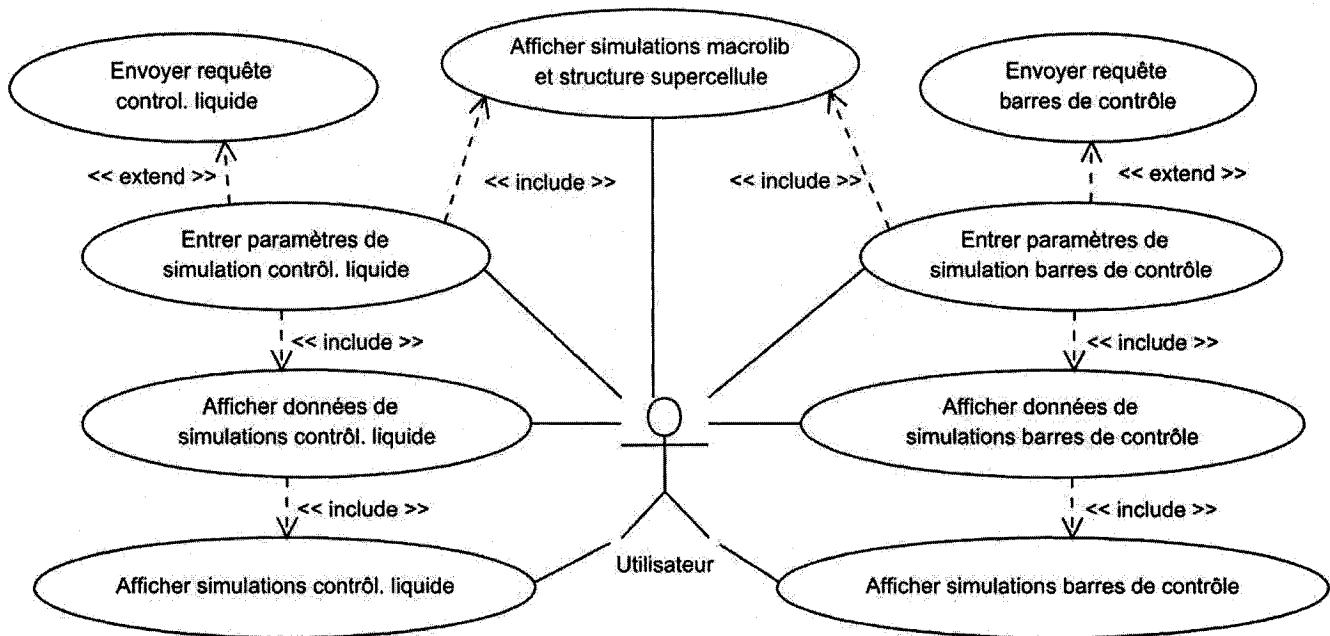 Afficher simulations macrolib
et structure supercellule
Envoyer requête
control. liquide
Envoyer requête
barres de contrôle
<< extend >>
<< include >>
<< include >>
<< extend >>
Entrer paramètres de
simulation contrôl. liquide
Entrer paramètres de
simulation barres de contrôle
<< include >>
<< include >>
Afficher données de
simulations contrôl. liquide
Afficher données de
simulations barres de contrôle
<< include >>
<< include >>
Utilisateur
Afficher simulations contrôl. liquide
Afficher simulations barres de contrôle